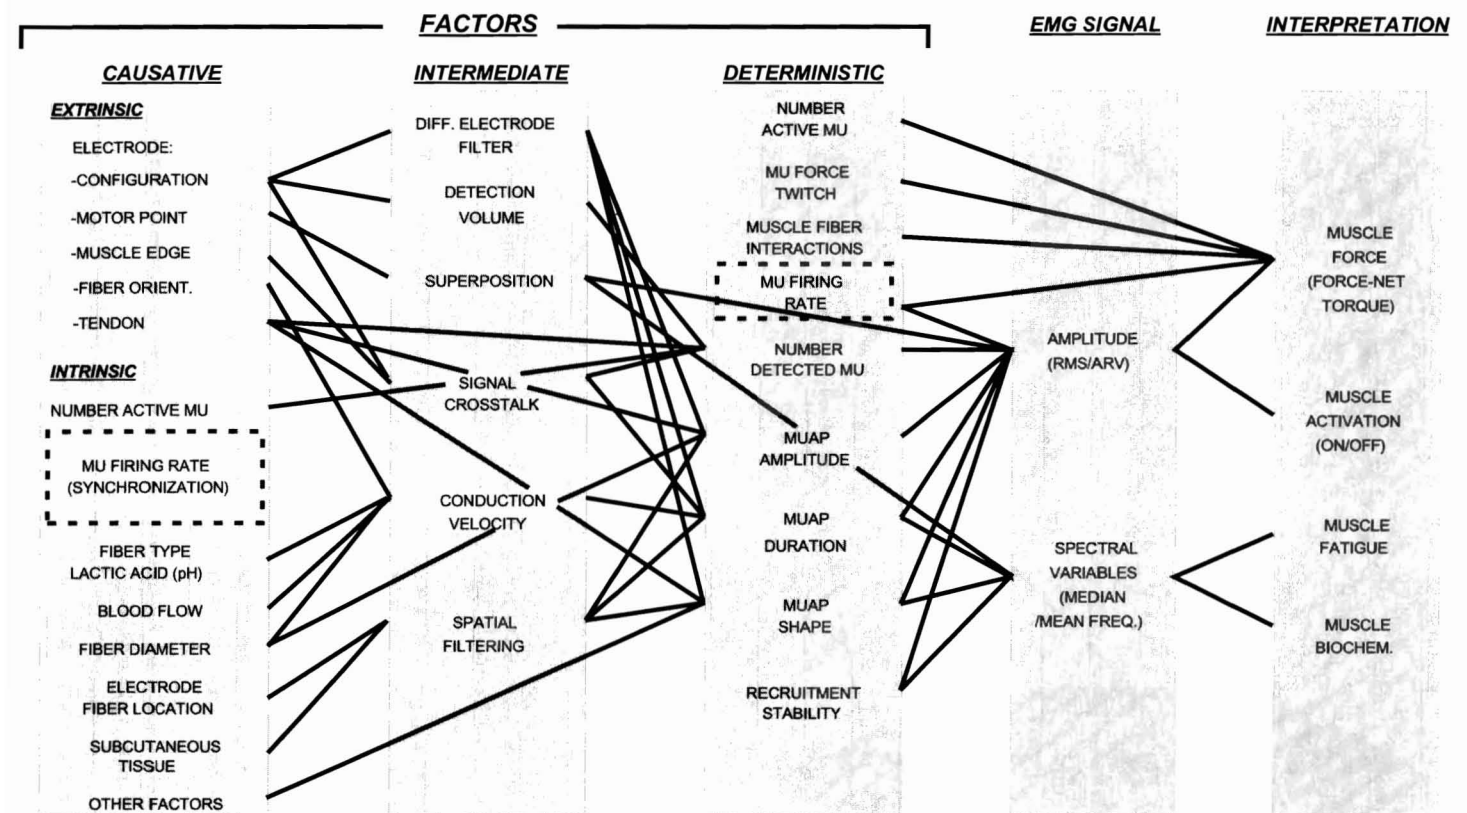 FACTORS
EMG SIGNAL
INTERPRETATION
CAUSATIVE
INTERMEDIATE
DETERMINISTIC
EXTRINSIC
ELECTRODE:
-CONFIGURATION
-MOTOR POINT
-MUSCLE EDGE
-FIBER ORIENT.
-TENDON
INTRINSIC
NUMBER ACTIVE MU
MU FIRING RATE
(SYNCHRONIZATION)
FIBER TYPE
LACTIC ACID (pH)
BLOOD FLOW
FIBER DIAMETER
ELECTRODE
FIBER LOCATION
SUBCUTANEOUS
TISSUE
OTHER FACTORS
DIFF. ELECTRODE
FILTER
DETECTION
VOLUME
SUPERPOSITION
SIGNAL
CROSSTALK
CONDUCTION
VELOCITY
SPATIAL
FILTERING
NUMBER
ACTIVE MU
MU FORCE
TWITCH
MUSCLE FIBER
INTERACTIONS
MU FIRING
RATE
NUMBER
DETECTED MU
MUAP
AMPLITUDE
MUAP
DURATION
MUAP
SHAPE
RECRUITMENT
STABILITY
AMPLITUDE
(RMS/ARV)
SPECTRAL
VARIABLES
(MEDIAN
/MEAN FREQ.)
MUSCLE
FORCE
(FORCE-NET
TORQUE)
MUSCLE
ACTIVATION
(ON/OFF)
MUSCLE
FATIGUE
MUSCLE
BIOCHEM.